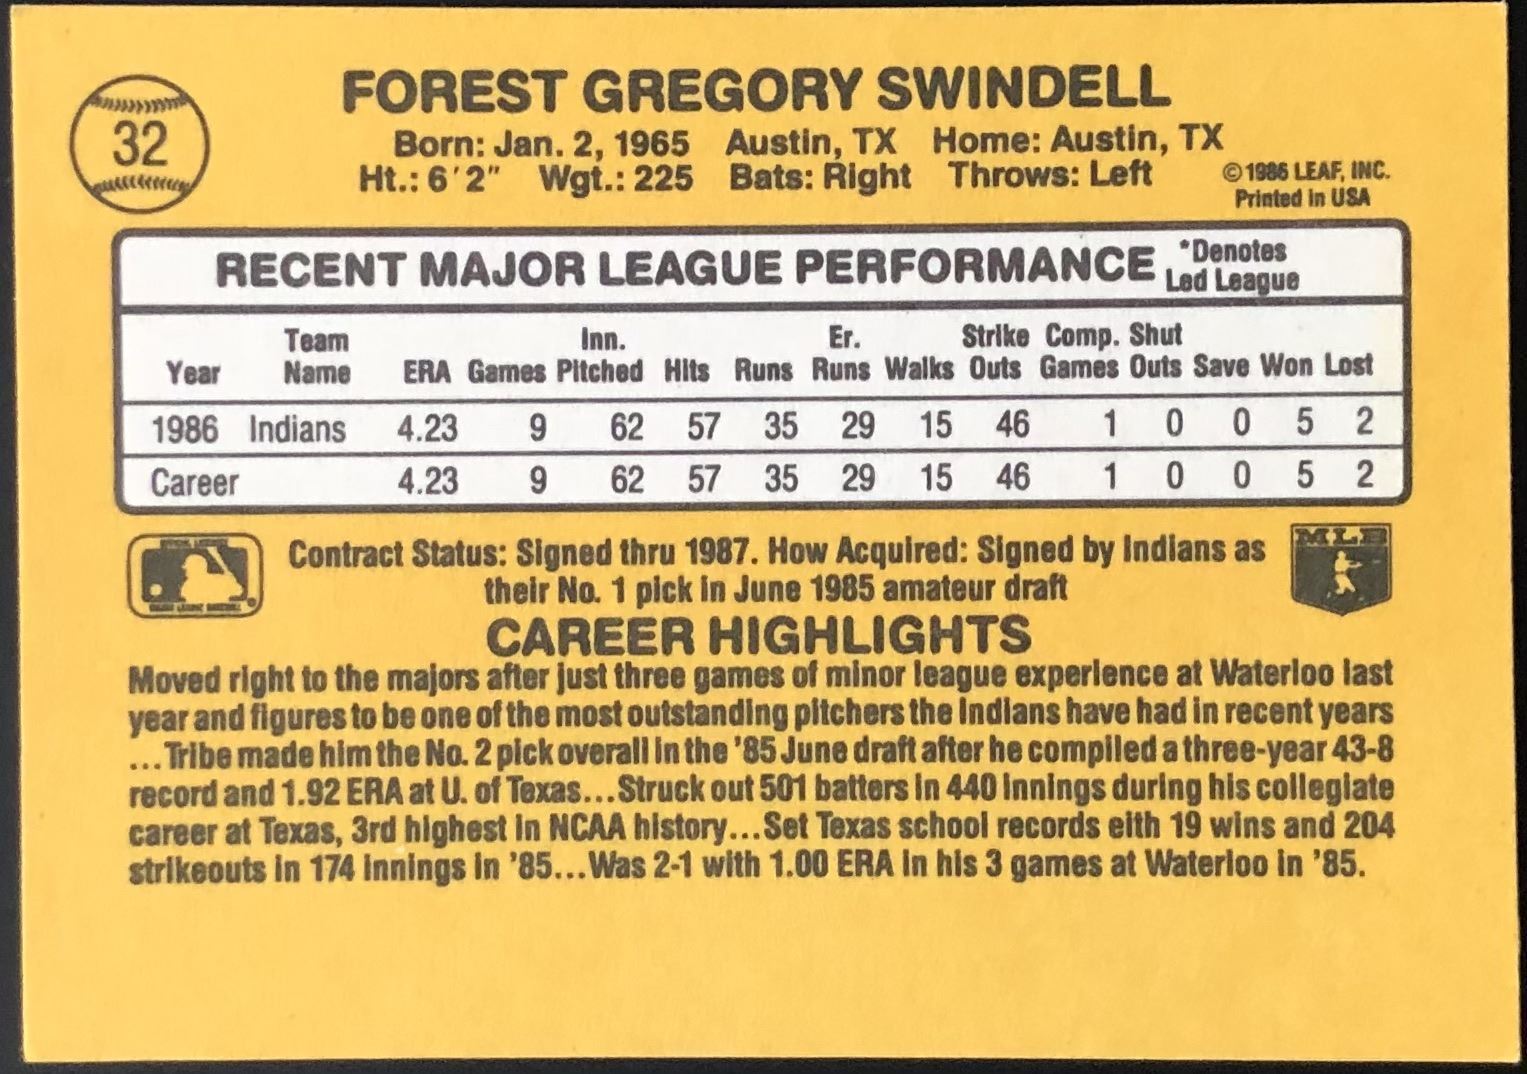 32
FOREST GREGORY SWINDELL
Born: Jan. 2, 1965 Austin, TX Home: Austin, TX
Ht.: 6'2" Wgt.: 225 Bats: Right Throws: Left
©1986 LEAF, INC.
Printed in USA
RECENT MAJOR LEAGUE PERFORMANCE *Denotes
Led League
Team Inn. Er. Strike Comp. Shut
Year Name ERA Games Pitched Hits Runs Runs Walks Outs Games Outs Save Won Lost
1986 Indians 4.23 9 62 57 35 29 15 46 1 0 0 5 2
Career 4.23 9 62 57 35 29 15 46 1 0 0 5 2
MLB
Contract Status: Signed thru 1987. How Acquired: Signed by Indians as
their No. 1 pick in June 1985 amateur draft
CAREER HIGHLIGHTS
Moved right to the majors after just three games of minor league experience at Waterloo last
year and figures to be one of the most outstanding pitchers the Indians have had in recent years
...Tribe made him the No. 2 pick overall in the '85 June draft after he compiled a three-year 43-8
record and 1.92 ERA at U. of Texas...Struck out 501 batters in 440 innings during his collegiate
career at Texas, 3rd highest in NCAA history...Set Texas school records eith 19 wins and 204
strikeouts in 174 innings in '85...Was 2-1 with 1.00 ERA in his 3 games at Waterloo in '85.